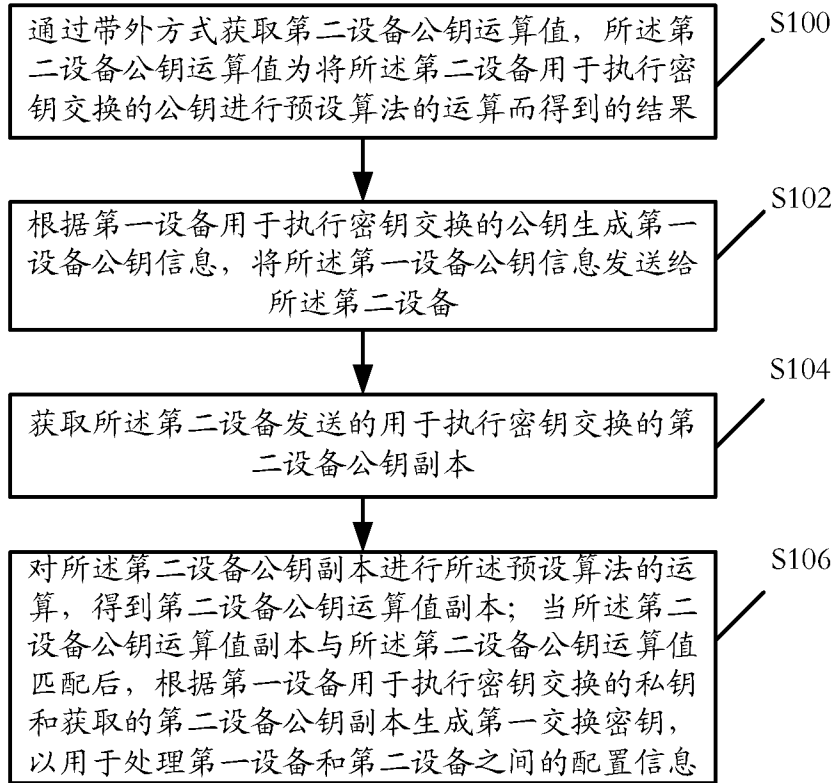 通过带外方式获取第二设备公钥运算值，所述第
二设备公钥运算值为将所述第二设备用于执行密
钥交换的公钥进行预设算法的运算而得到的结果
S100
根据第一设备用于执行密钥交换的公钥生成第一
设备公钥信息，将所述第一设备公钥信息发送给
所述第二设备
S102
获取所述第二设备发送的用于执行密钥交换的第
二设备公钥副本
S104
对所述第二设备公钥副本进行所述预设算法的运
算，得到第二设备公钥运算值副本；当所述第二
设备公钥运算值副本与所述第二设备公钥运算值
匹配后，根据第一设备用于执行密钥交换的私钥
和获取的第二设备公钥副本生成第一交换密钥，
以用于处理第一设备和第二设备之间的配置信息
S106